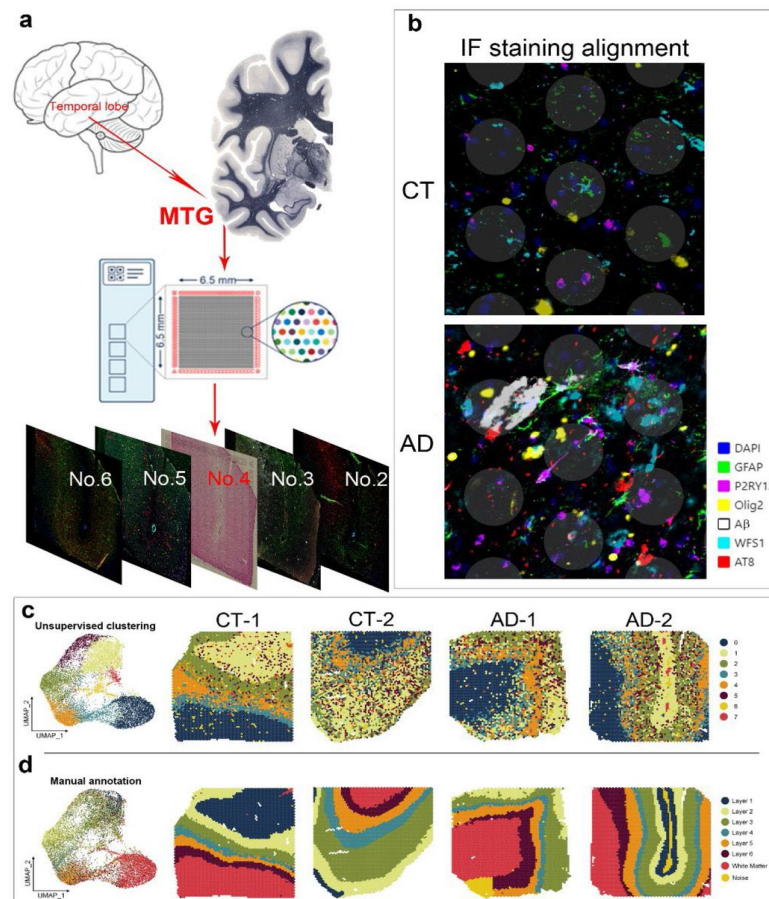 a
Temporal lobe
MTG
6.5 mm
6.5 mm
No.6
No.5
No.4
No.3
No.2
b
IF staining alignment
CT
AD
DAPI
GFAP
P2RY1
Olig2
Aβ
WFS1
AT8
c
Unsupervised clustering
UMAP_2
UMAP_1
CT-1
CT-2
AD-1
AD-2
0
1
2
3
4
5
6
7
d
Manual annotation
UMAP_2
UMAP_1
Layer 1
Layer 2
Layer 3
Layer 4
Layer 5
Layer 6
White Matter
Noise